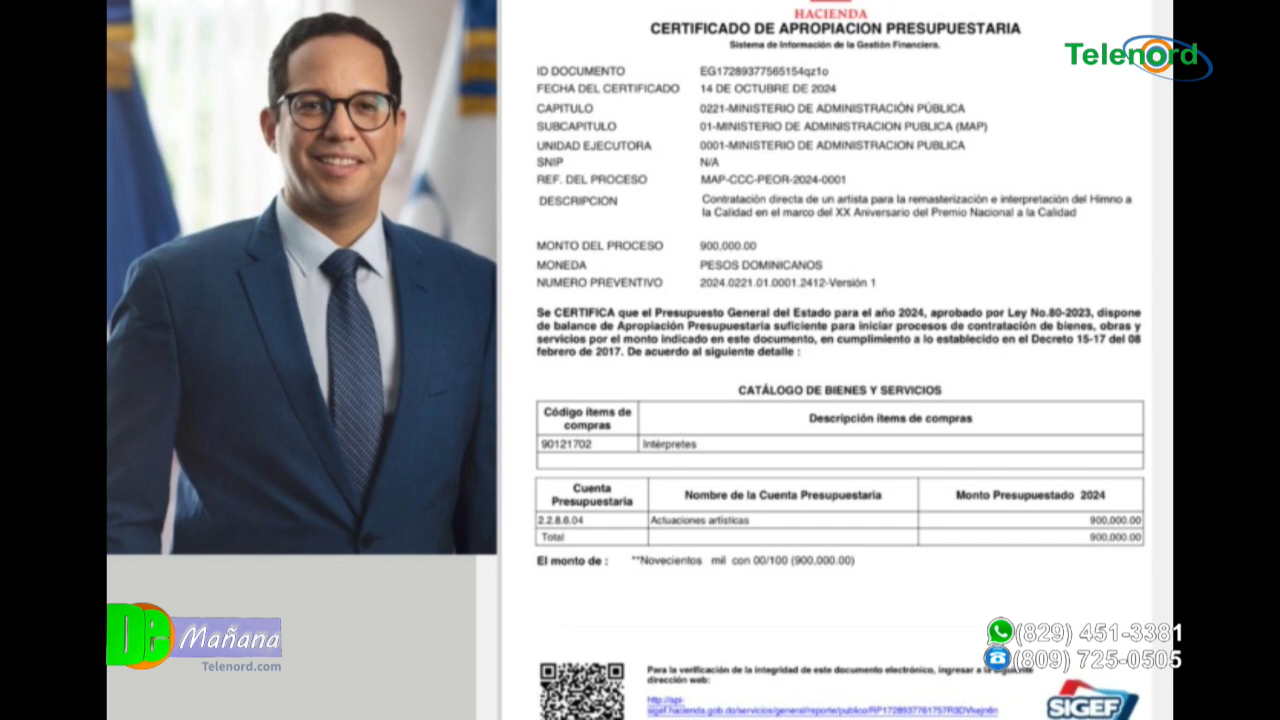 HACIENDA
CERTIFICADO DE APROPIACION PRESUPUESTARIA
Sistema de Información de la Gestión Financiera.
Telenord
ID DOCUMENTO EG17289377565154qz1o
FECHA DEL CERTIFICADO 14 DE OCTUBRE DE 2024
CAPITULO 0221-MINISTERIO DE ADMINISTRACIÓN PÚBLICA
SUBCAPITULO 01-MINISTERIO DE ADMINISTRACION PUBLICA (MAP)
UNIDAD EJECUTORA 0001-MINISTERIO DE ADMINISTRACION PUBLICA
SNIP N/A
REF. DEL PROCESO MAP-CCC-PEOR-2024-0001
DESCRIPCION Contratación directa de un artista para la remasterización e interpretación del Himno a
la Calidad en el marco del XX Aniversario del Premio Nacional a la Calidad
MONTO DEL PROCESO 900,000.00
MONEDA PESOS DOMINICANOS
NUMERO PREVENTIVO 2024.0221.01.0001.2412-Versión 1
Se CERTIFICA que el Presupuesto General del Estado para el año 2024, aprobado por Ley No.80-2023, dispone
de balance de Apropiación Presupuestaria suficiente para iniciar procesos de contratación de bienes, obras y
servicios por el monto indicado en este documento, en cumplimiento a lo establecido en el Decreto 15-17 del 08
febrero de 2017. De acuerdo al siguiente detalle :
CATÁLOGO DE BIENES Y SERVICIOS
Código ítems de
compras
Descripción ítems de compras
90121702 Intérpretes
Cuenta
Presupuestaria
Nombre de la Cuenta Presupuestaria
Monto Presupuestado 2024
2.2.8.6.04 Actuaciones artísticas 900,000.00
Total 900,000.00
El monto de : **Novecientos mil con 00/100 (900,000.00)
De Mañana
Telenord.com
(829) 451-3381
(809) 725-0505
Para la verificación de la integridad de este documento electrónico, ingresar a la siguiente
dirección web:
http://spi-
SIGEF